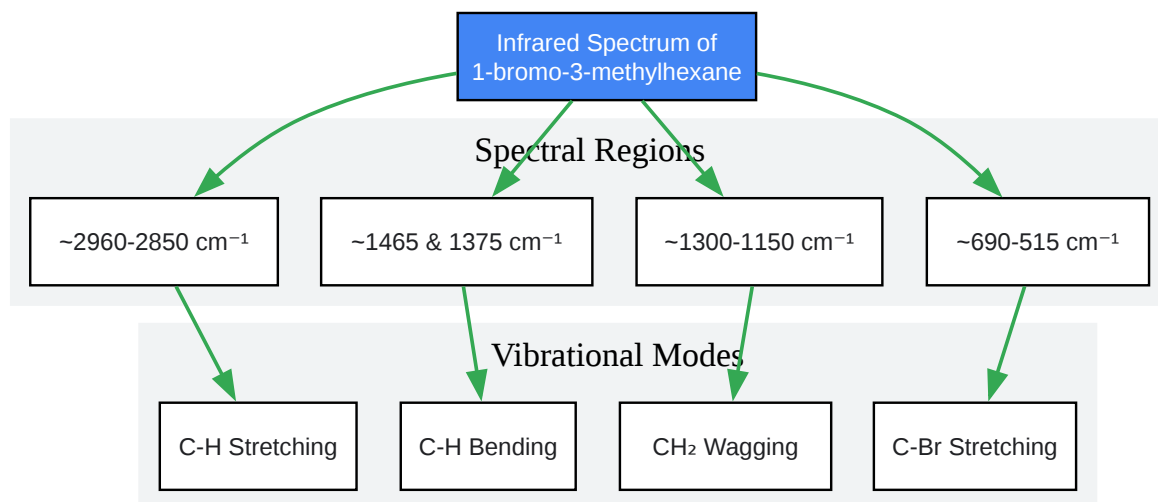 Infrared Spectrum of
1-bromo-3-methylhexane
Spectral Regions
~2960-2850 cm⁻¹
~1465 & 1375 cm⁻¹
~1300-1150 cm⁻¹
~690-515 cm⁻¹
Vibrational Modes
C-H Stretching
C-H Bending
CH₂ Wagging
C-Br Stretching